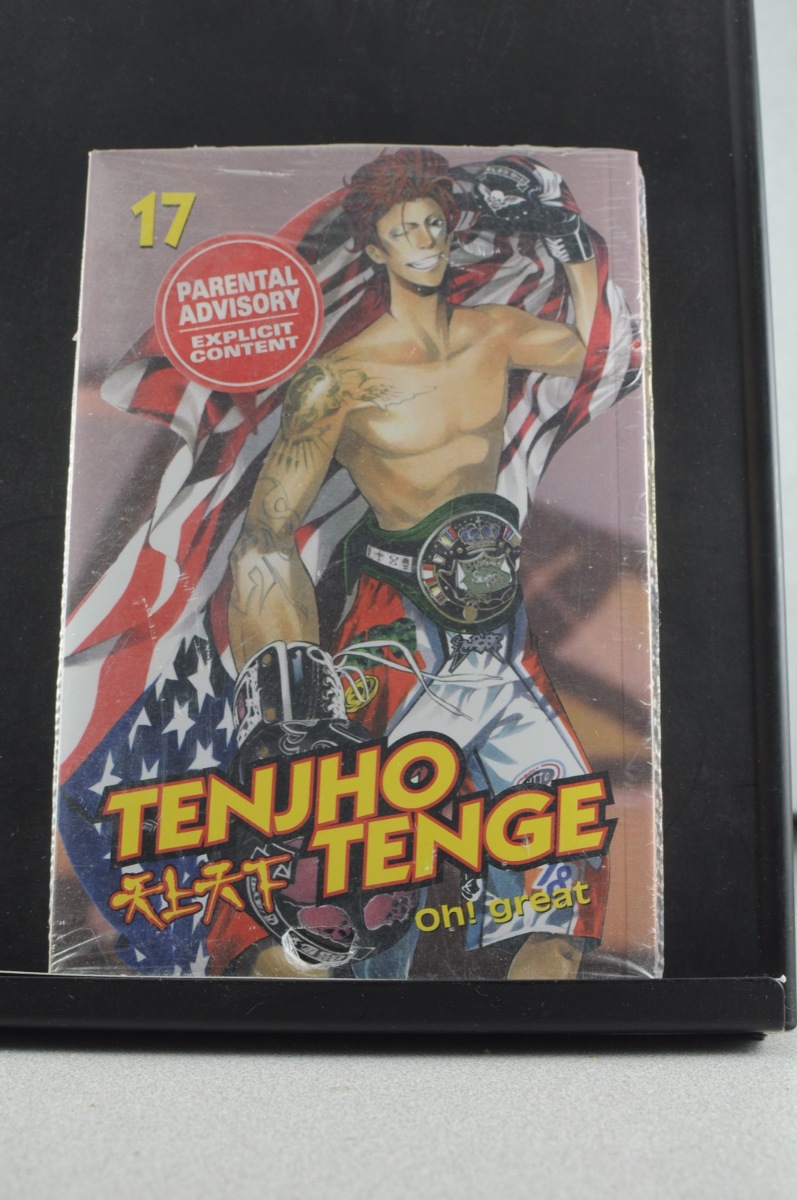 17
PARENTAL
ADVISORY
EXPLICIT
CONTENT
TENJHO
TENGE
天上天下
Oh! great